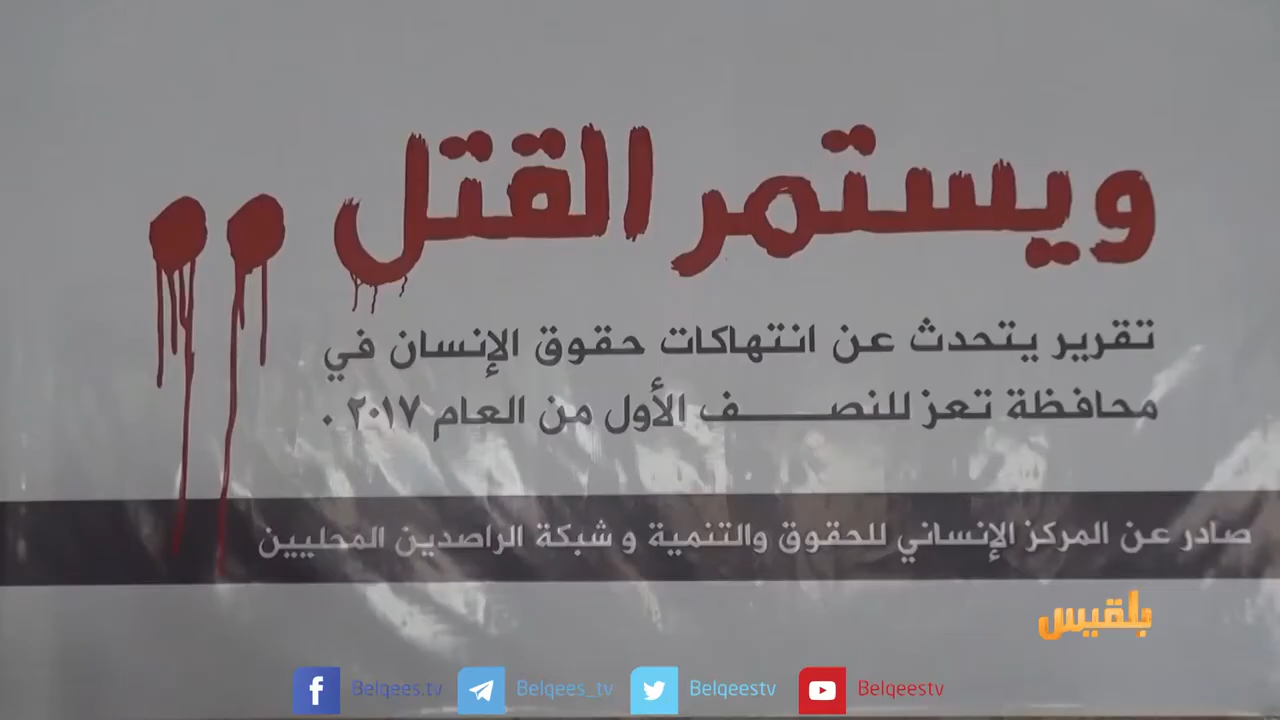 ويستمر القتل ,,
تقرير يتحدث عن انتهاكات حقوق الإنسان في
محافظة تعز للنصـــــــف الأول من العام ٢٠١٧ .
صادر عن المركز الإنساني للحقوق والتنمية و شبكة الراصدين المحليين
بلقيس
Belqees.tv Belqees_tv Belqeestv Belqeestv